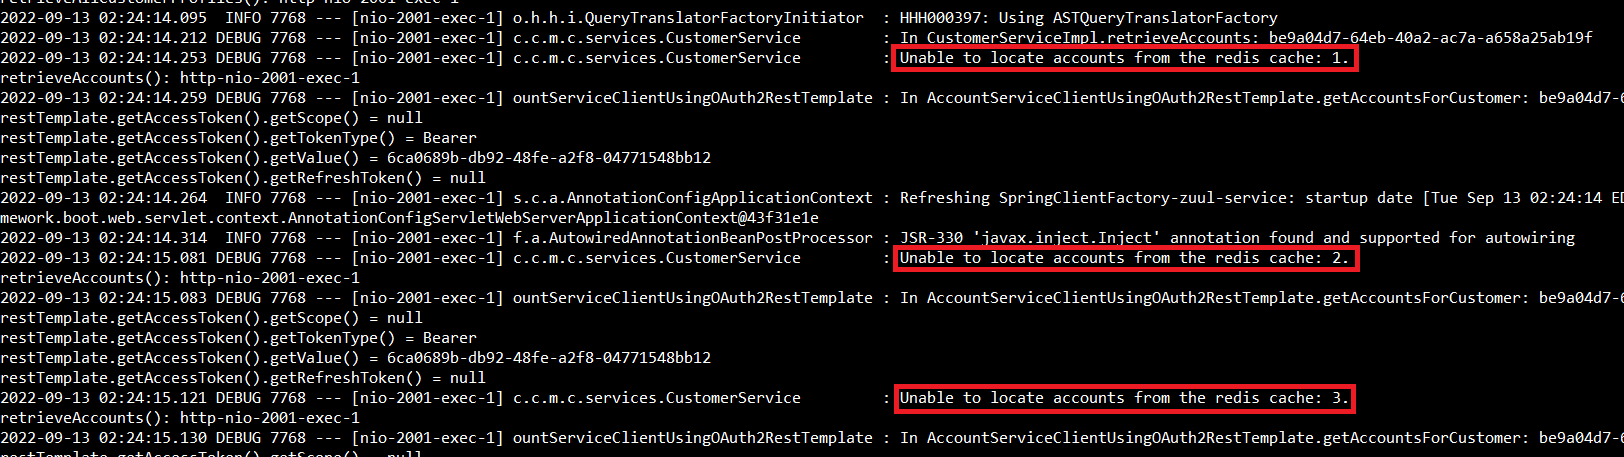 retrieveAllCustomerProfiles(): http-nio-2001-exec-1
2022-09-13 02:24:14.095  INFO 7768 --- [nio-2001-exec-1] o.h.h.i.QueryTranslatorFactoryInitiator  : HHH000397: Using ASTQueryTranslatorFactory
2022-09-13 02:24:14.212 DEBUG 7768 --- [nio-2001-exec-1] c.c.m.c.services.CustomerService         : In CustomerServiceImpl.retrieveAccounts: be9a04d7-64eb-40a2-ac7a-a658a25ab19f
2022-09-13 02:24:14.253 DEBUG 7768 --- [nio-2001-exec-1] c.c.m.c.services.CustomerService         : Unable to locate accounts from the redis cache: 1.
retrieveAccounts(): http-nio-2001-exec-1
2022-09-13 02:24:14.259 DEBUG 7768 --- [nio-2001-exec-1] ountServiceClientUsingOAuth2RestTemplate : In AccountServiceClientUsingOAuth2RestTemplate.getAccountsForCustomer: be9a04d7-6
restTemplate.getAccessToken().getScope() = null
restTemplate.getAccessToken().getTokenType() = Bearer
restTemplate.getAccessToken().getValue() = 6ca0689b-db92-48fe-a2f8-04771548bb12
restTemplate.getAccessToken().getRefreshToken() = null
2022-09-13 02:24:14.264  INFO 7768 --- [nio-2001-exec-1] s.c.a.AnnotationConfigApplicationContext : Refreshing SpringClientFactory-zuul-service: startup date [Tue Sep 13 02:24:14 ED
mework.boot.web.servlet.context.AnnotationConfigServletWebServerApplicationContext@43f31e1e
2022-09-13 02:24:14.314  INFO 7768 --- [nio-2001-exec-1] f.a.AutowiredAnnotationBeanPostProcessor : JSR-330 'javax.inject.Inject' annotation found and supported for autowiring
2022-09-13 02:24:15.081 DEBUG 7768 --- [nio-2001-exec-1] c.c.m.c.services.CustomerService         : Unable to locate accounts from the redis cache: 2.
retrieveAccounts(): http-nio-2001-exec-1
2022-09-13 02:24:15.083 DEBUG 7768 --- [nio-2001-exec-1] ountServiceClientUsingOAuth2RestTemplate : In AccountServiceClientUsingOAuth2RestTemplate.getAccountsForCustomer: be9a04d7-6
restTemplate.getAccessToken().getScope() = null
restTemplate.getAccessToken().getTokenType() = Bearer
restTemplate.getAccessToken().getValue() = 6ca0689b-db92-48fe-a2f8-04771548bb12
restTemplate.getAccessToken().getRefreshToken() = null
2022-09-13 02:24:15.121 DEBUG 7768 --- [nio-2001-exec-1] c.c.m.c.services.CustomerService         : Unable to locate accounts from the redis cache: 3.
retrieveAccounts(): http-nio-2001-exec-1
2022-09-13 02:24:15.130 DEBUG 7768 --- [nio-2001-exec-1] ountServiceClientUsingOAuth2RestTemplate : In AccountServiceClientUsingOAuth2RestTemplate.getAccountsForCustomer: be9a04d7-6
restTemplate.getAccessToken().getScope() = null